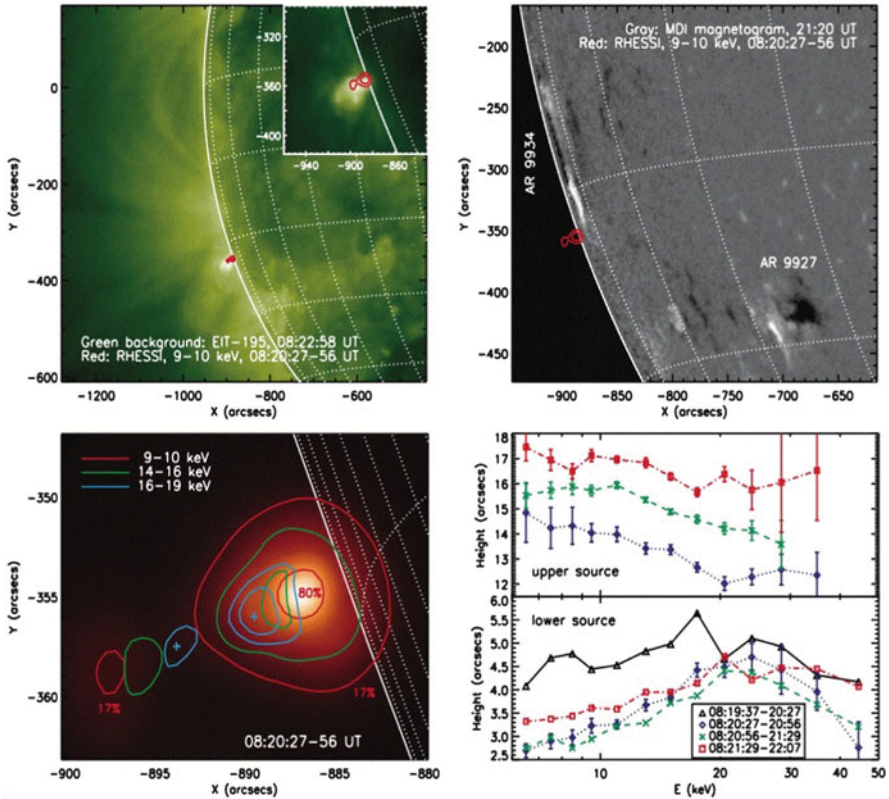 -300
-360
-400
-940 -900 -860
0
-200
-400
-600
Y (arcsecs)
Green background: EIT-195, 08:22:58 UT
Red: RHESSI, 9-10 keV, 08:20:27-56 UT
-1200 -1000 -800 -600
X (arcsecs)
Gray: MDI magnetogram, 21:20 UT
Red: RHESSI, 9-10 keV, 08:20:27-56 UT
-200
-250
-300
-350
-400
-450
Y (arcsecs)
AR 9934
AR 9927
-900 -850 -800 -750 -700 -650
X (arcsecs)
9-10 keV
14-16 keV
16-19 keV
-350
-355
-360
Y (arcsecs)
80%
17%
17%
08:20:27-56 UT
-900 -895 -890 -885 -880
X (arcsecs)
18
17
16
15
14
13
12
Height (arcsecs)
upper source
6.0
5.5
5.0
4.5
4.0
3.5
3.0
2.5
Height (arcsecs)
lower source
08:19:37-20:27
08:20:27-20:56
08:20:56-21:29
08:21:29-22:07
10 20 30 40 50
E (keV)